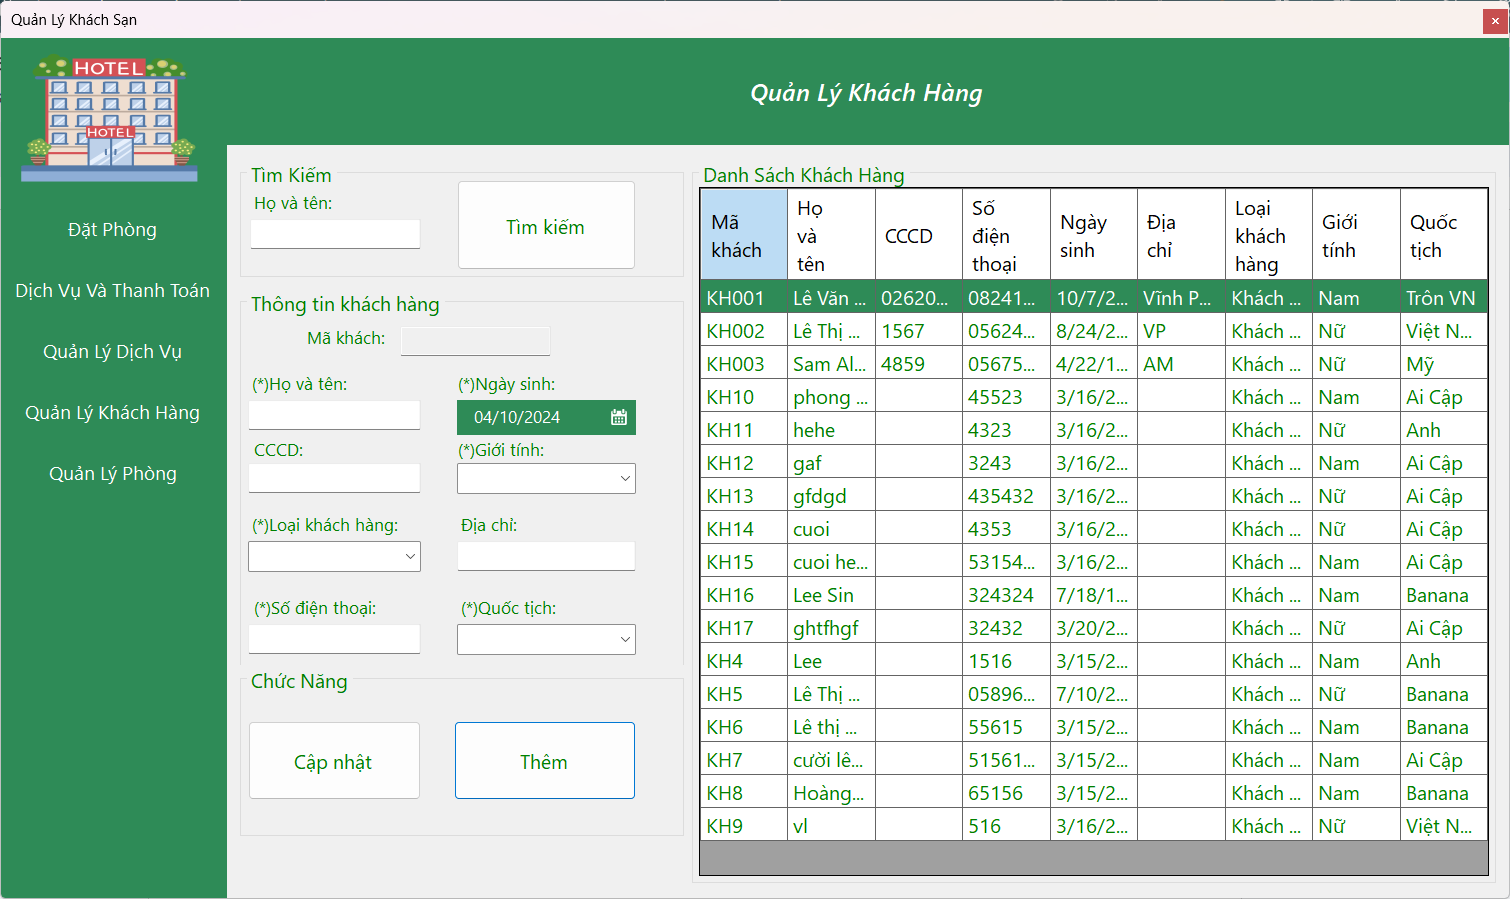 Quản Lý Khách Sạn
HOTEL
HOTEL
Quản Lý Khách Hàng
Đặt Phòng
Dịch Vụ Và Thanh Toán
Quản Lý Dịch Vụ
Quản Lý Khách Hàng
Quản Lý Phòng
Tìm Kiếm
Họ và tên:
Tìm kiếm
Thông tin khách hàng
Mã khách:
(*)Họ và tên:
(*)Ngày sinh:
04/10/2024
CCCD:
(*)Giới tính:
(*)Loại khách hàng:
Địa chỉ:
(*)Số điện thoại:
(*)Quốc tịch:
Chức Năng
Cập nhật
Thêm
Danh Sách Khách Hàng
Mã khách Họ và tên CCCD Số điện thoại Ngày sinh Địa chỉ Loại khách hàng Giới tính Quốc tịch
KH001 Lê Văn ... 02620... 08241... 10/7/2... Vĩnh P... Khách ... Nam Trôn VN
KH002 Lê Thị ... 1567 05624... 8/24/2... VP Khách ... Nữ Việt N...
KH003 Sam Al... 4859 05675... 4/22/1... AM Khách ... Nữ Mỹ
KH10 phong ... 45523 3/16/2... Khách ... Nam Ai Cập
KH11 hehe 4323 3/16/2... Khách ... Nữ Anh
KH12 gaf 3243 3/16/2... Khách ... Nam Ai Cập
KH13 gfdgd 435432 3/16/2... Khách ... Nữ Ai Cập
KH14 cuoi 4353 3/16/2... Khách ... Nữ Ai Cập
KH15 cuoi he... 53154... 3/16/2... Khách ... Nam Ai Cập
KH16 Lee Sin 324324 7/18/1... Khách ... Nam Banana
KH17 ghtfhgf 32432 3/20/2... Khách ... Nữ Ai Cập
KH4 Lee 1516 3/15/2... Khách ... Nam Anh
KH5 Lê Thị ... 05896... 7/10/2... Khách ... Nữ Banana
KH6 Lê thị ... 55615 3/15/2... Khách ... Nam Banana
KH7 cười lê... 51561... 3/15/2... Khách ... Nam Ai Cập
KH8 Hoàng... 65156 3/15/2... Khách ... Nam Banana
KH9 vl 516 3/16/2... Khách ... Nữ Việt N...